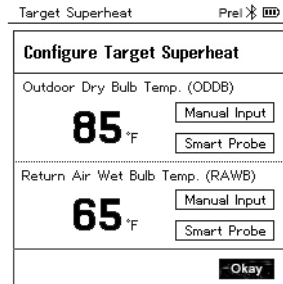 Target Superheat Prel
Configure Target Superheat
Outdoor Dry Bulb Temp. (ODDB)
85 °F
Manual Input
Smart Probe
Return Air Wet Bulb Temp. (RAWB)
65 °F
Manual Input
Smart Probe
Okay